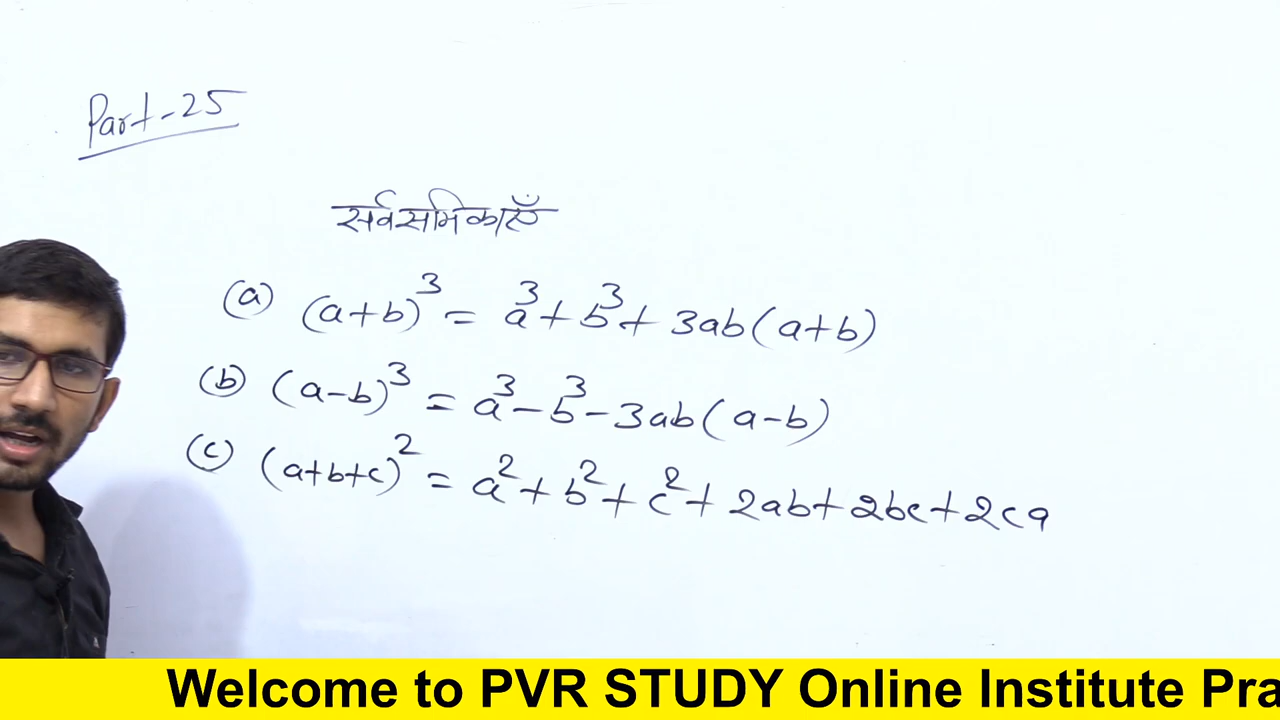 Part-25
सर्वसमिकाएँ
(a) (a+b)³ = a³+b³+ 3ab(a+b)
(b) (a-b)³ = a³-b³-3ab(a-b)
(c) (a+b+c)² = a²+b²+c²+2ab+2bc+2ca
Welcome to PVR STUDY Online Institute Pra